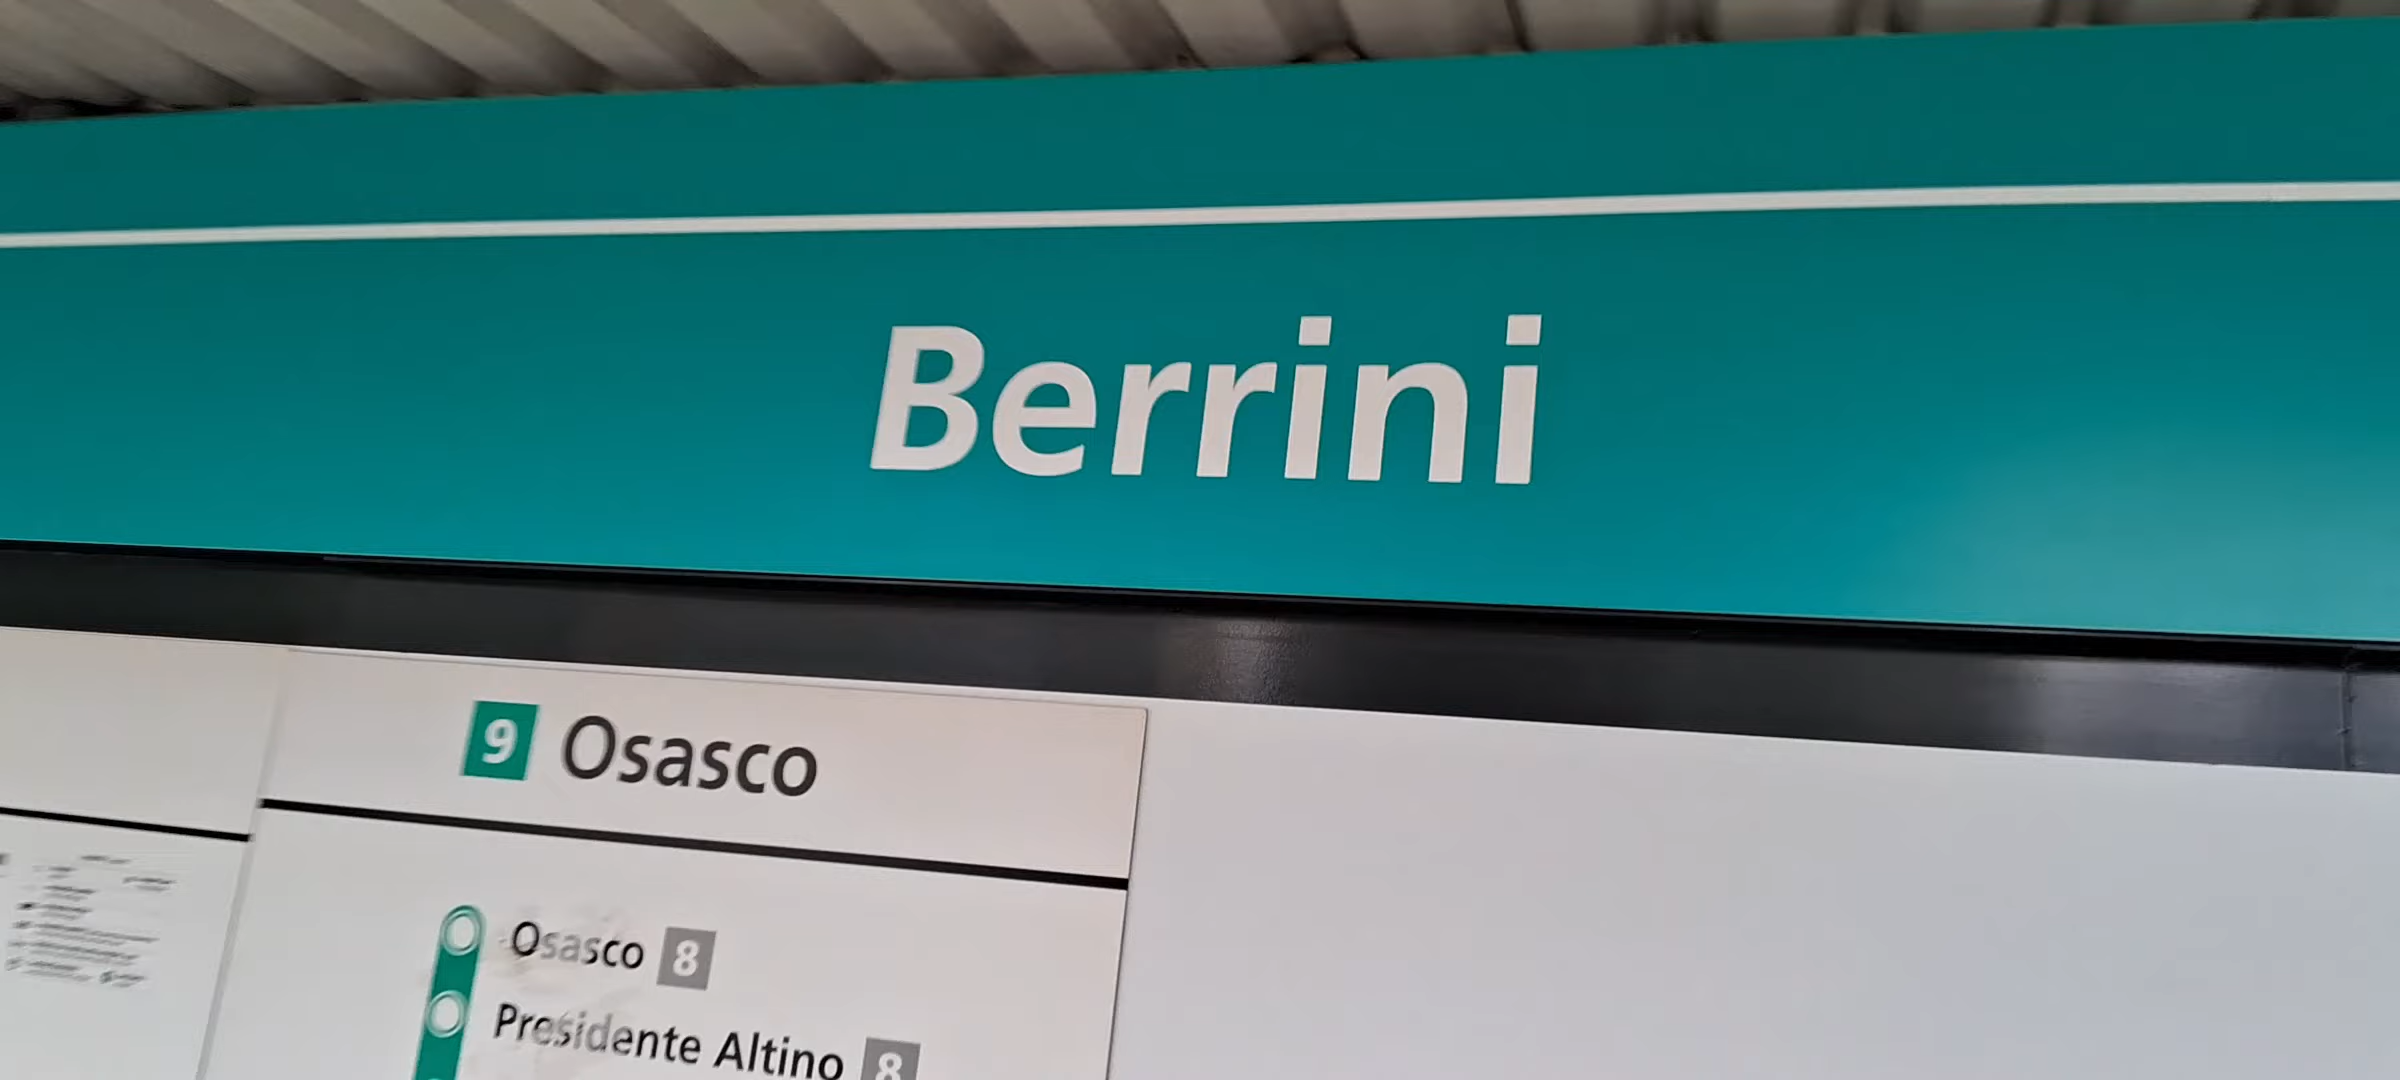 Berrini
9 Osasco
Osasco 8
Presidente Altino 8